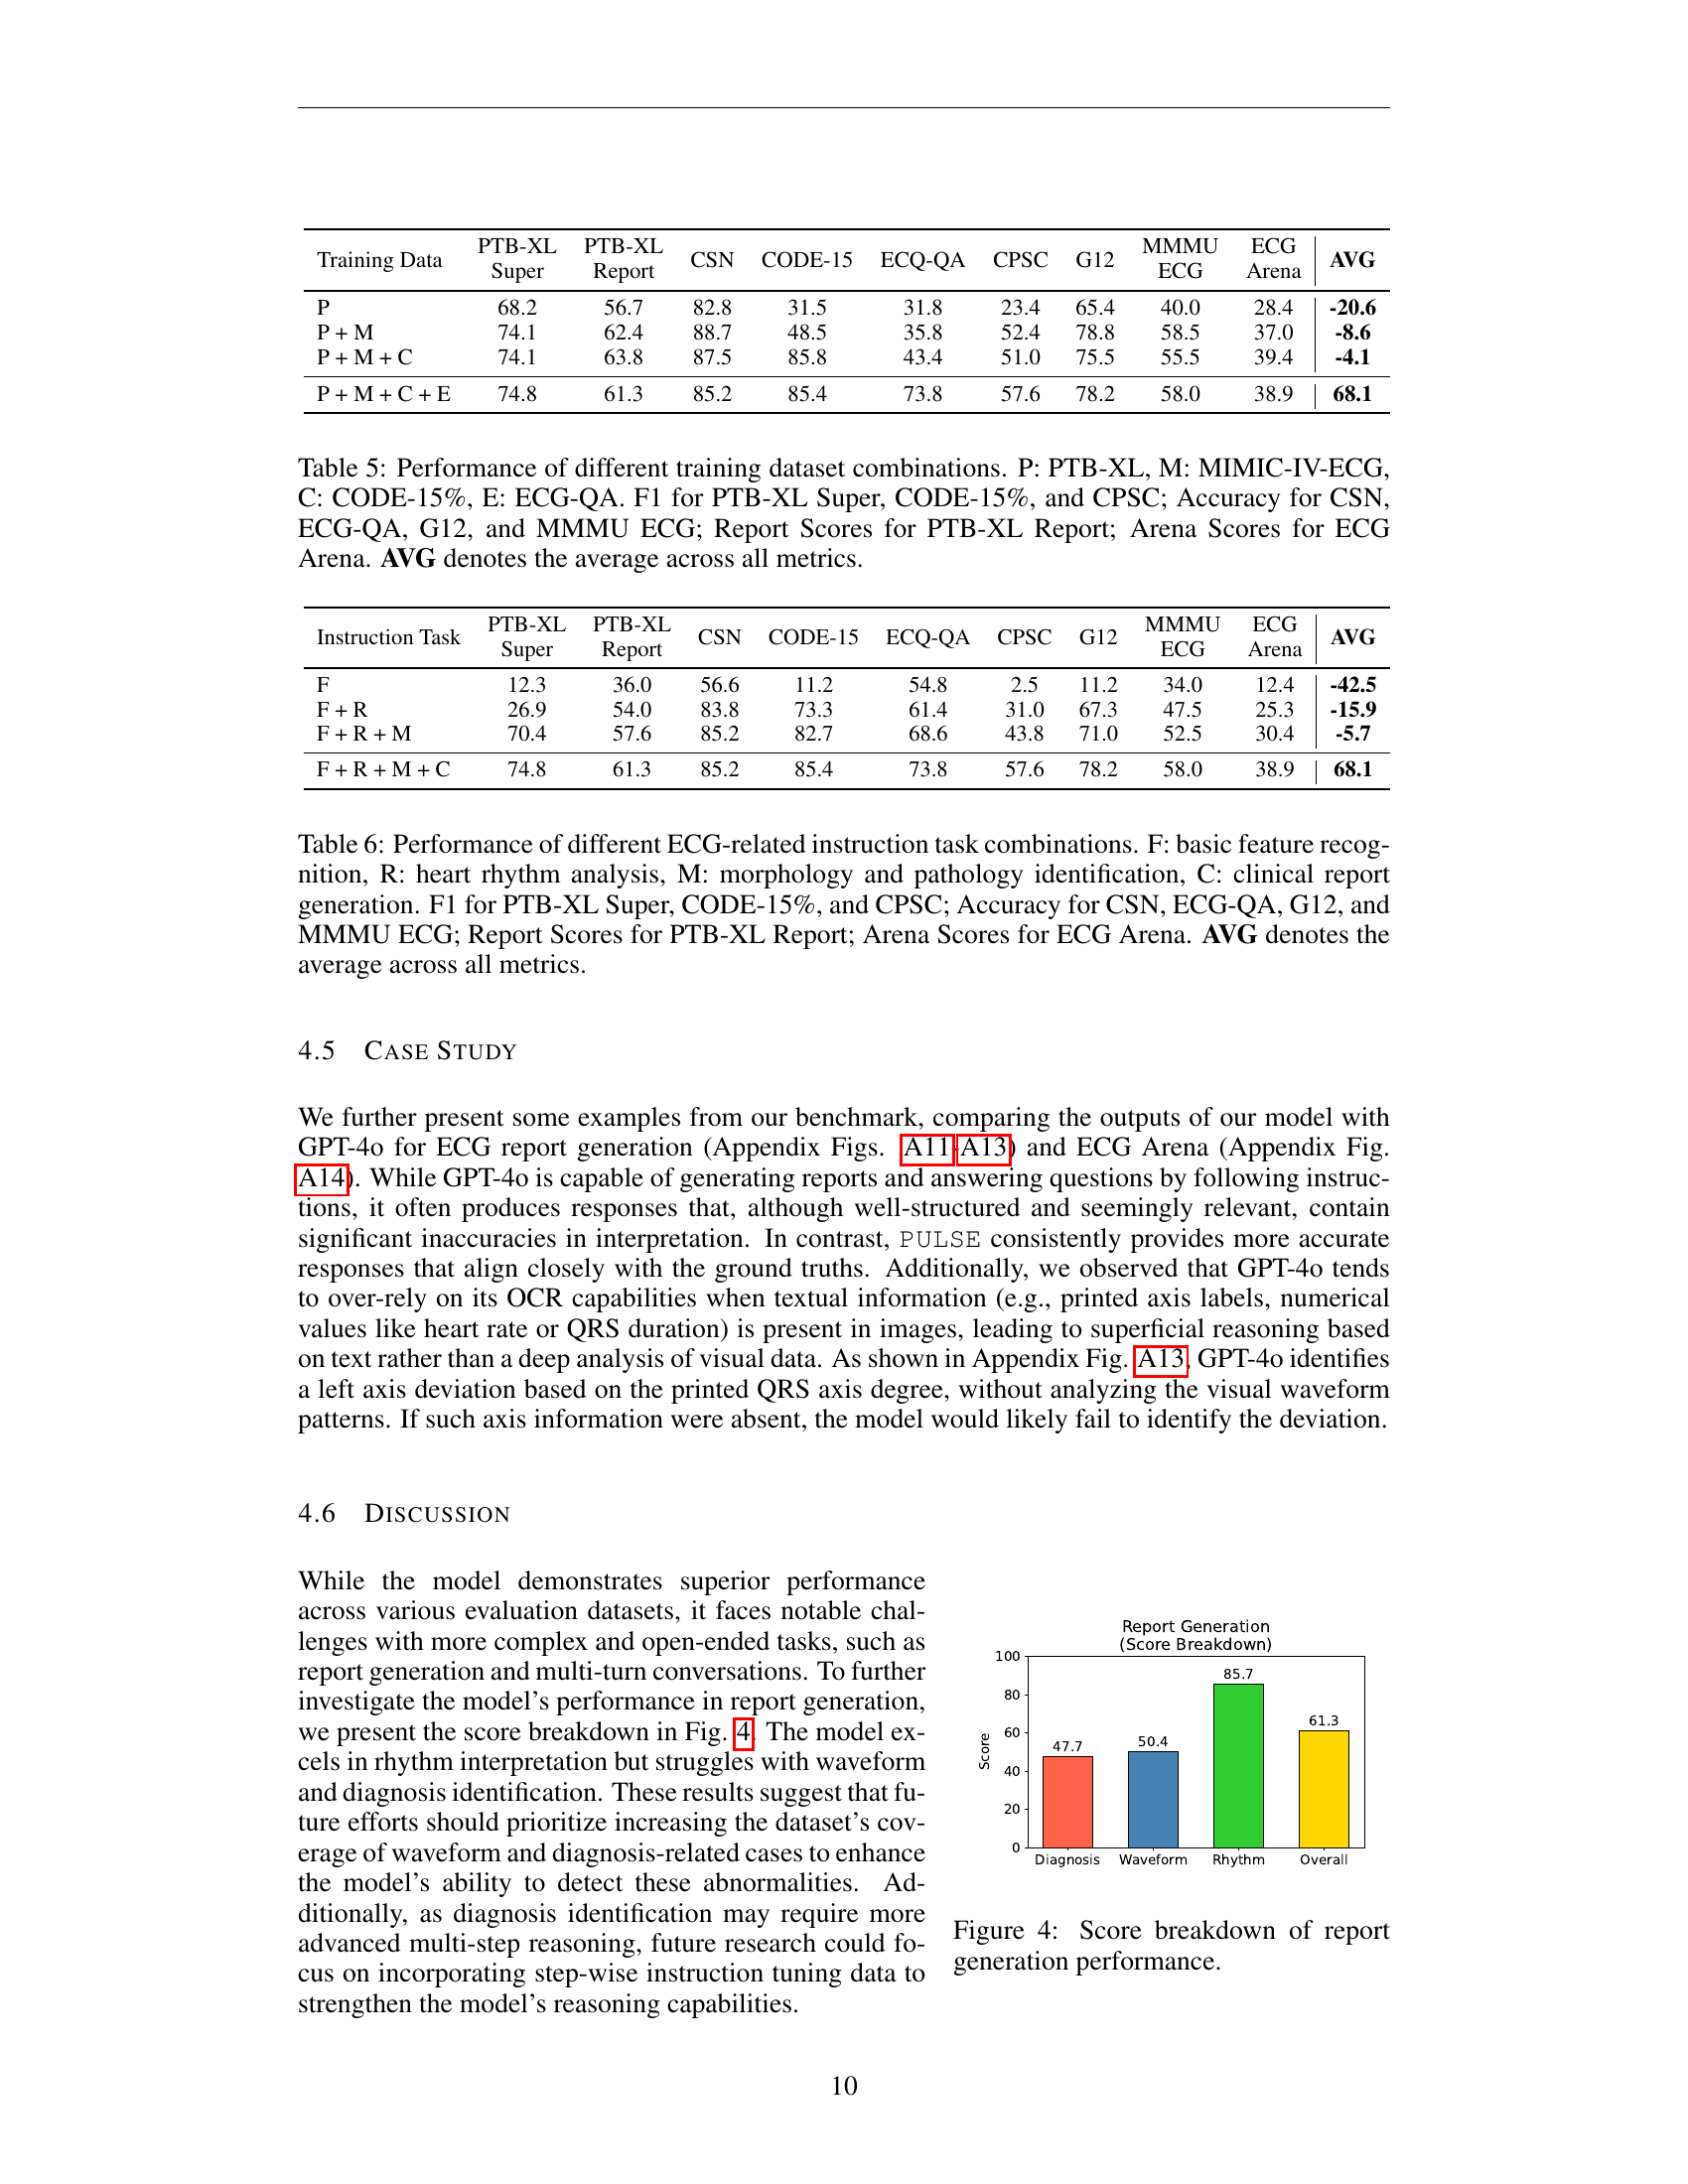 Training Data PTB-XL Super PTB-XL Report CSN CODE-15 ECQ-QA CPSC G12 MMMU ECG ECG Arena AVG
P 68.2 56.7 82.8 31.5 31.8 23.4 65.4 40.0 28.4 -20.6
P + M 74.1 62.4 88.7 48.5 35.8 52.4 78.8 58.5 37.0 -8.6
P + M + C 74.1 63.8 87.5 85.8 43.4 51.0 75.5 55.5 39.4 -4.1
P + M + C + E 74.8 61.3 85.2 85.4 73.8 57.6 78.2 58.0 38.9 68.1
Table 5: Performance of different training dataset combinations. P: PTB-XL, M: MIMIC-IV-ECG,
C: CODE-15%, E: ECG-QA. F1 for PTB-XL Super, CODE-15%, and CPSC; Accuracy for CSN,
ECG-QA, G12, and MMMU ECG; Report Scores for PTB-XL Report; Arena Scores for ECG
Arena. AVG denotes the average across all metrics.
Instruction Task PTB-XL Super PTB-XL Report CSN CODE-15 ECQ-QA CPSC G12 MMMU ECG ECG Arena AVG
F 12.3 36.0 56.6 11.2 54.8 2.5 11.2 34.0 12.4 -42.5
F + R 26.9 54.0 83.8 73.3 61.4 31.0 67.3 47.5 25.3 -15.9
F + R + M 70.4 57.6 85.2 82.7 68.6 43.8 71.0 52.5 30.4 -5.7
F + R + M + C 74.8 61.3 85.2 85.4 73.8 57.6 78.2 58.0 38.9 68.1
Table 6: Performance of different ECG-related instruction task combinations. F: basic feature recog-
nition, R: heart rhythm analysis, M: morphology and pathology identification, C: clinical report
generation. F1 for PTB-XL Super, CODE-15%, and CPSC; Accuracy for CSN, ECG-QA, G12, and
MMMU ECG; Report Scores for PTB-XL Report; Arena Scores for ECG Arena. AVG denotes the
average across all metrics.
4.5 CASE STUDY
We further present some examples from our benchmark, comparing the outputs of our model with
GPT-4o for ECG report generation (Appendix Figs. A11-A13) and ECG Arena (Appendix Fig.
A14). While GPT-4o is capable of generating reports and answering questions by following instruc-
tions, it often produces responses that, although well-structured and seemingly relevant, contain
significant inaccuracies in interpretation. In contrast, PULSE consistently provides more accurate
responses that align closely with the ground truths. Additionally, we observed that GPT-4o tends
to over-rely on its OCR capabilities when textual information (e.g., printed axis labels, numerical
values like heart rate or QRS duration) is present in images, leading to superficial reasoning based
on text rather than a deep analysis of visual data. As shown in Appendix Fig. A13, GPT-4o identifies
a left axis deviation based on the printed QRS axis degree, without analyzing the visual waveform
patterns. If such axis information were absent, the model would likely fail to identify the deviation.
4.6 DISCUSSION
While the model demonstrates superior performance
across various evaluation datasets, it faces notable chal-
lenges with more complex and open-ended tasks, such as
report generation and multi-turn conversations. To further
investigate the model's performance in report generation,
we present the score breakdown in Fig. 4. The model ex-
cels in rhythm interpretation but struggles with waveform
and diagnosis identification. These results suggest that fu-
ture efforts should prioritize increasing the dataset's cov-
erage of waveform and diagnosis-related cases to enhance
the model's ability to detect these abnormalities. Ad-
ditionally, as diagnosis identification may require more
advanced multi-step reasoning, future research could fo-
cus on incorporating step-wise instruction tuning data to
strengthen the model's reasoning capabilities.
Report Generation
(Score Breakdown)
Score
100
80
60
40
20
0
47.7 50.4 85.7 61.3
Diagnosis Waveform Rhythm Overall
Figure 4: Score breakdown of report
generation performance.
10